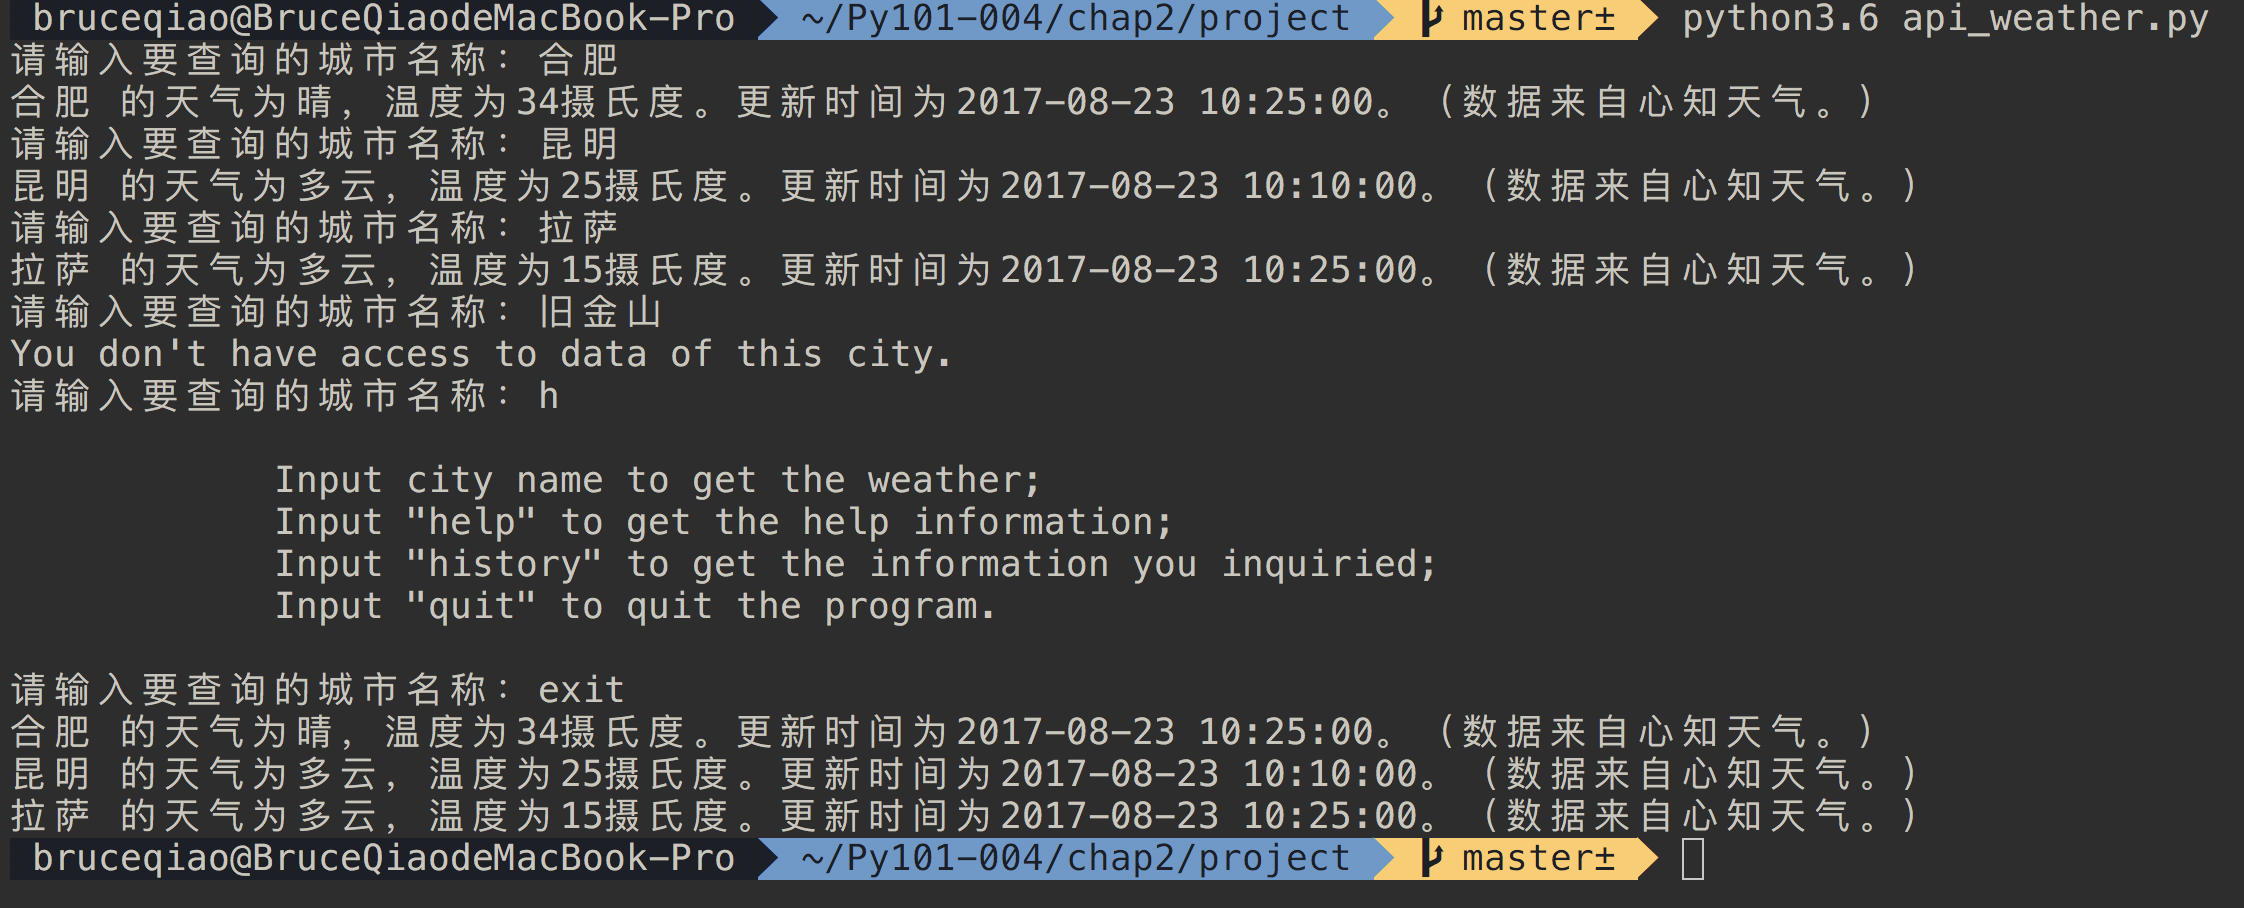 bruceqiao@BruceQiaodeMacBook-Pro ~/Py101-004/chap2/project master± python3.6 api_weather.py
请输入要查询的城市名称：合肥
合肥 的天气为晴，温度为34摄氏度。更新时间为2017-08-23 10:25:00。（数据来自心知天气。）
请输入要查询的城市名称：昆明
昆明 的天气为多云，温度为25摄氏度。更新时间为2017-08-23 10:10:00。（数据来自心知天气。）
请输入要查询的城市名称：拉萨
拉萨 的天气为多云，温度为15摄氏度。更新时间为2017-08-23 10:25:00。（数据来自心知天气。）
请输入要查询的城市名称：旧金山
You don't have access to data of this city.
请输入要查询的城市名称：h
Input city name to get the weather;
Input "help" to get the help information;
Input "history" to get the information you inquiried;
Input "quit" to quit the program.
请输入要查询的城市名称：exit
合肥 的天气为晴，温度为34摄氏度。更新时间为2017-08-23 10:25:00。（数据来自心知天气。）
昆明 的天气为多云，温度为25摄氏度。更新时间为2017-08-23 10:10:00。（数据来自心知天气。）
拉萨 的天气为多云，温度为15摄氏度。更新时间为2017-08-23 10:25:00。（数据来自心知天气。）
bruceqiao@BruceQiaodeMacBook-Pro ~/Py101-004/chap2/project master±